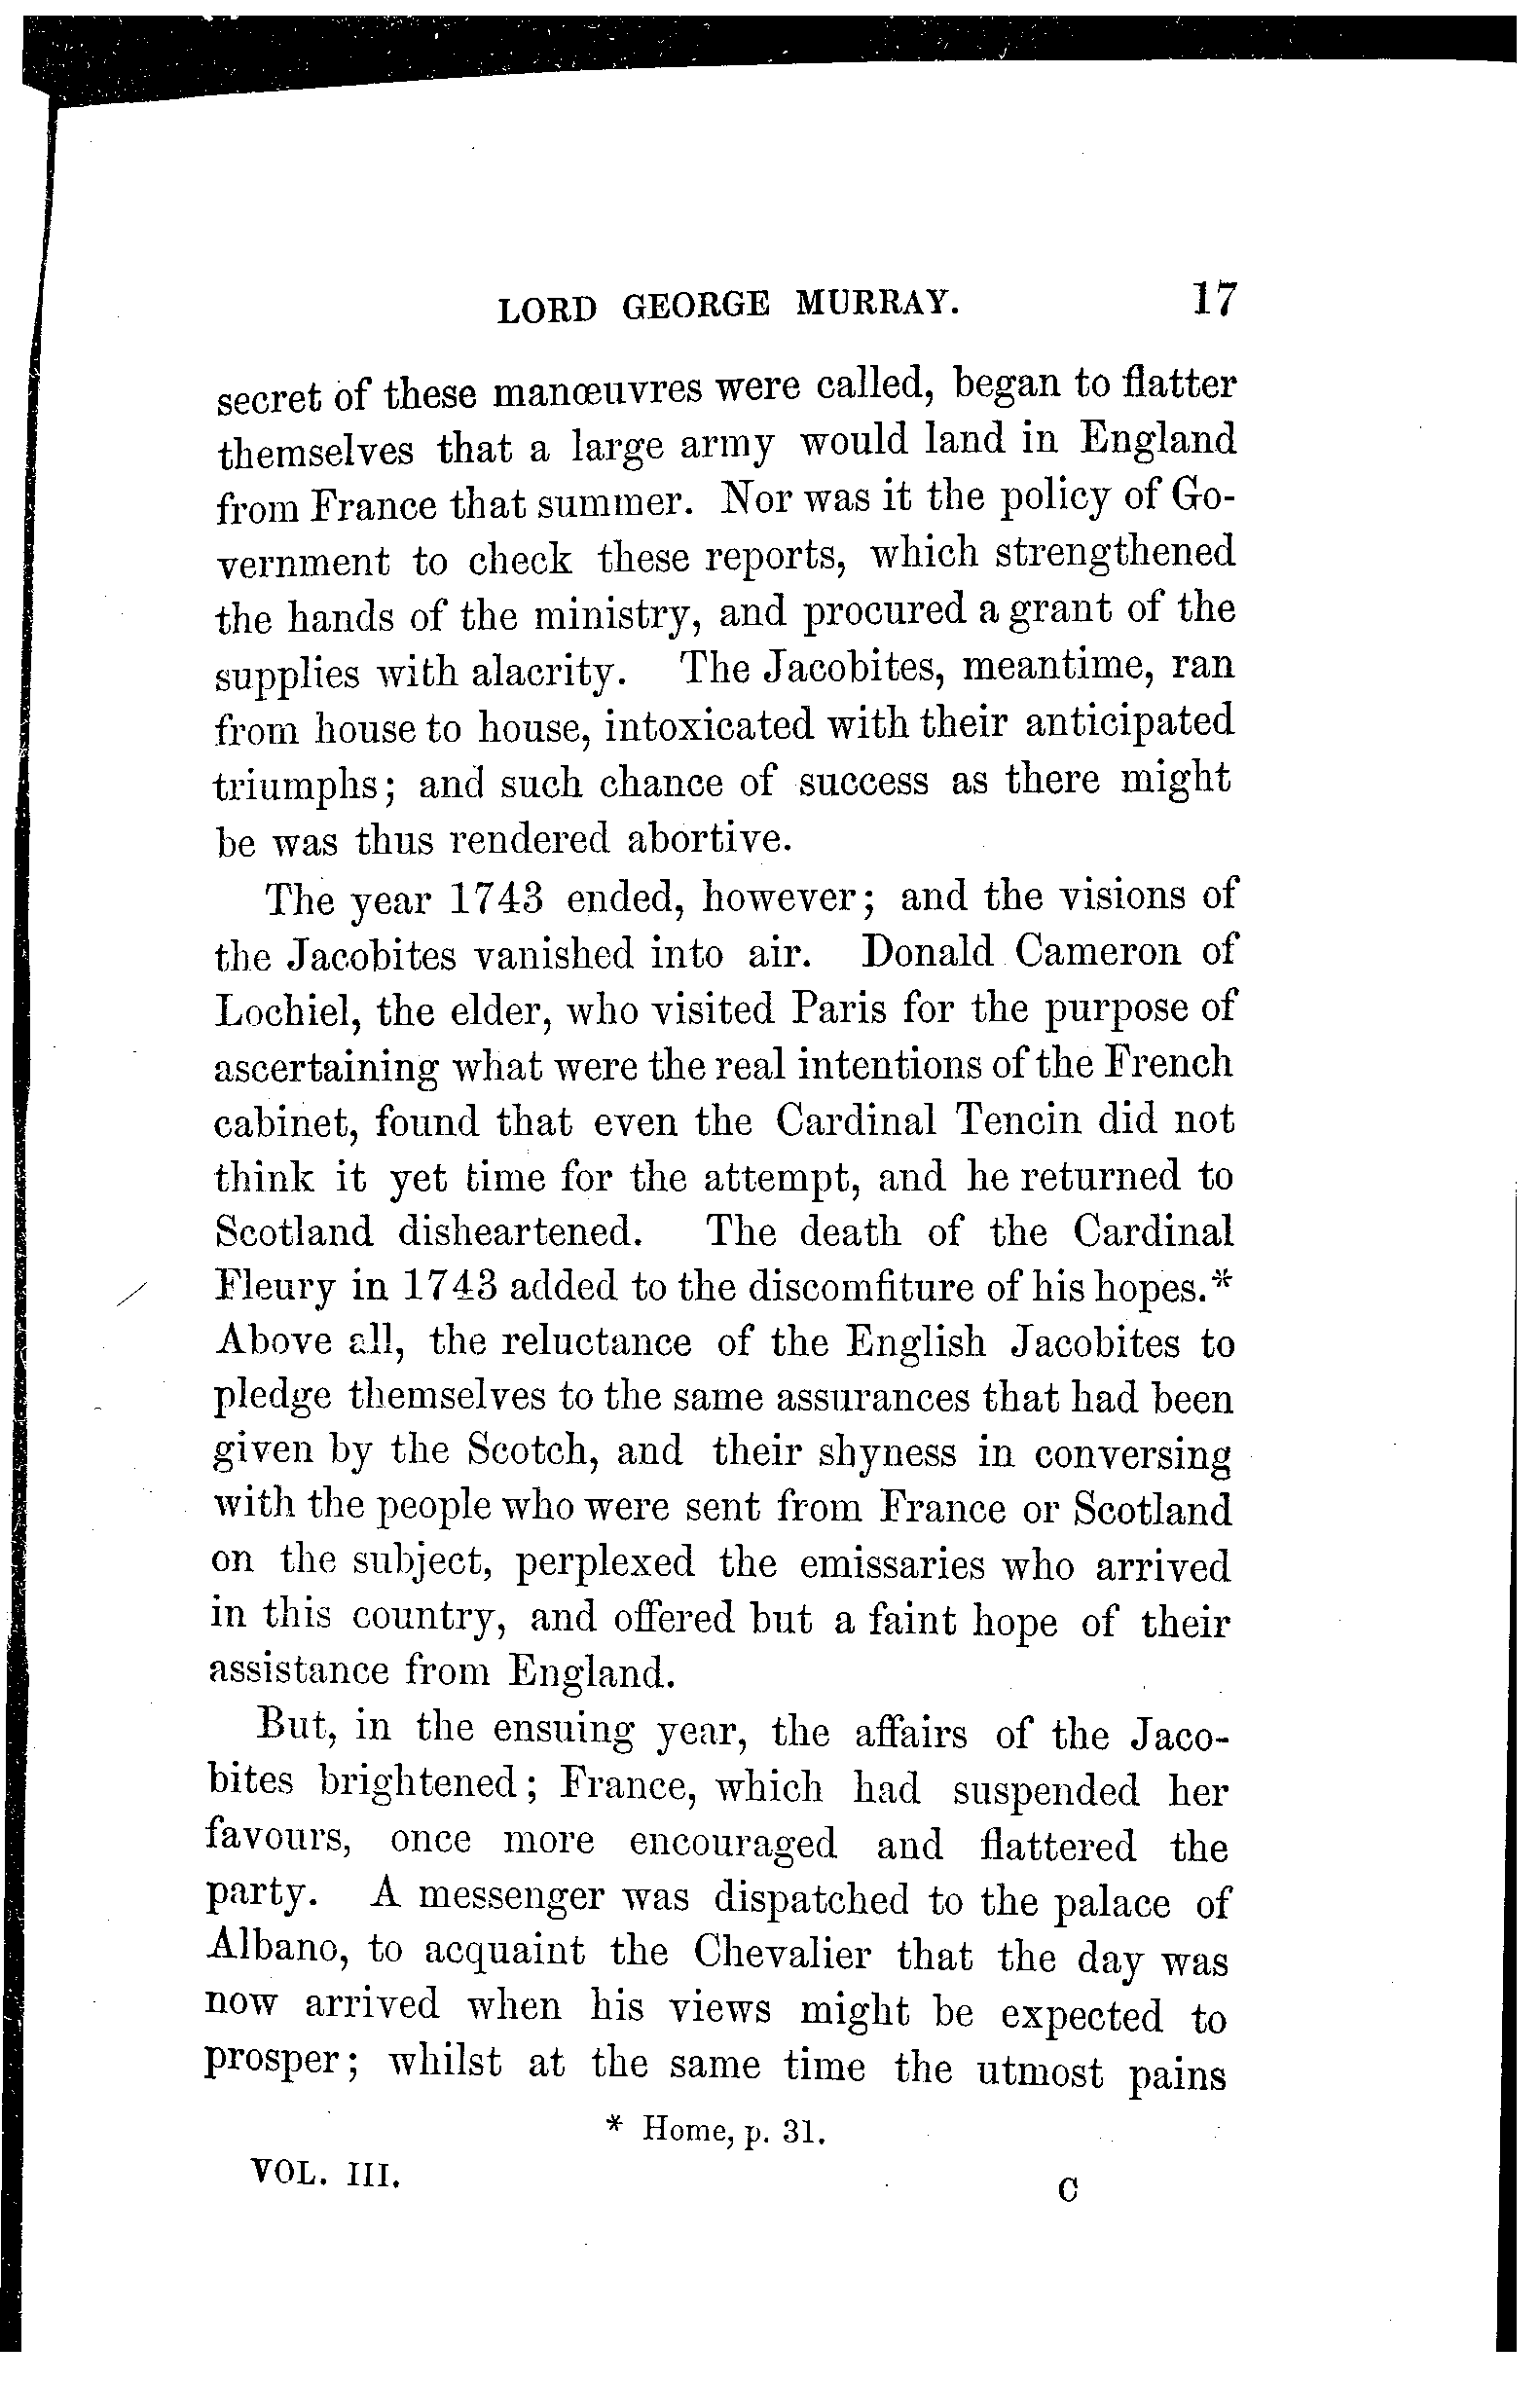 LORD GEORGE MURRAY. 17
secret of these manœuvres were called, began to flatter
themselves that a large army would land in England
from France that summer. Nor was it the policy of Go-
vernment to check these reports, which strengthened
the hands of the ministry, and procured a grant of the
supplies with alacrity. The Jacobites, meantime, ran
from house to house, intoxicated with their anticipated
triumphs; and such chance of success as there might
be was thus rendered abortive.
The year 1743 ended, however; and the visions of
the Jacobites vanished into air. Donald Cameron of
Lochiel, the elder, who visited Paris for the purpose of
ascertaining what were the real intentions of the French
cabinet, found that even the Cardinal Tencin did not
think it yet time for the attempt, and he returned to
Scotland disheartened. The death of the Cardinal
Fleury in 1743 added to the discomfiture of his hopes.*
Above all, the reluctance of the English Jacobites to
pledge themselves to the same assurances that had been
given by the Scotch, and their shyness in conversing
with the people who were sent from France or Scotland
on the subject, perplexed the emissaries who arrived
in this country, and offered but a faint hope of their
assistance from England.
But, in the ensuing year, the affairs of the Jaco-
bites brightened; France, which had suspended her
favours, once more encouraged and flattered the
party. A messenger was dispatched to the palace of
Albano, to acquaint the Chevalier that the day was
now arrived when his views might be expected to
prosper; whilst at the same time the utmost pains
* Home, p. 31.
VOL. III. C